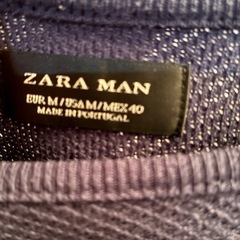 ZARA MAN
EUR M / USA M / MEX 40
MADE IN PORTUGAL